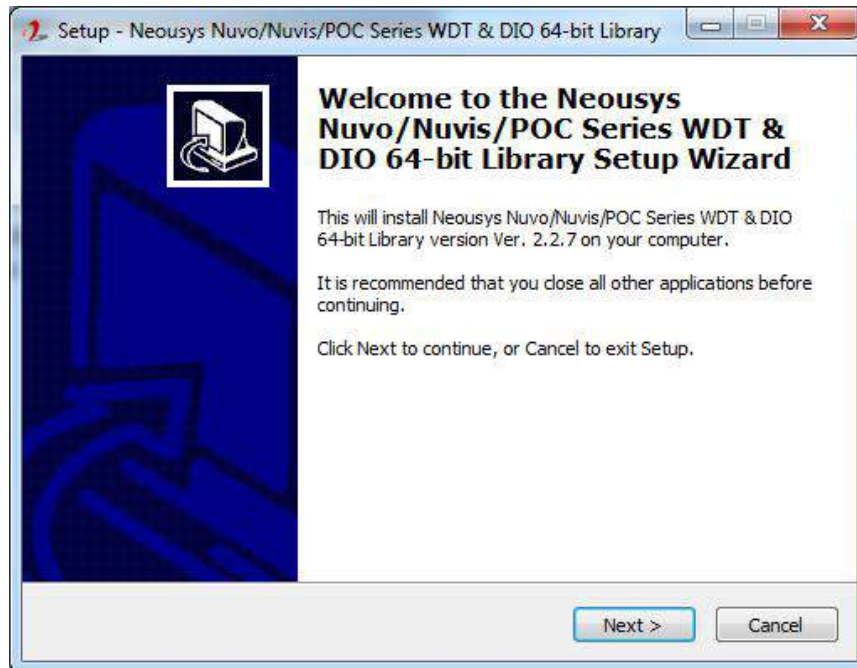 Setup - Neousys Nuvo/Nuvis/POC Series WDT & DIO 64-bit Library
Welcome to the Neousys
Nuvo/Nuvis/POC Series WDT &
DIO 64-bit Library Setup Wizard
This will install Neousys Nuvo/Nuvis/POC Series WDT & DIO
64-bit Library version Ver. 2.2.7 on your computer.
It is recommended that you close all other applications before
continuing.
Click Next to continue, or Cancel to exit Setup.
Next >
Cancel